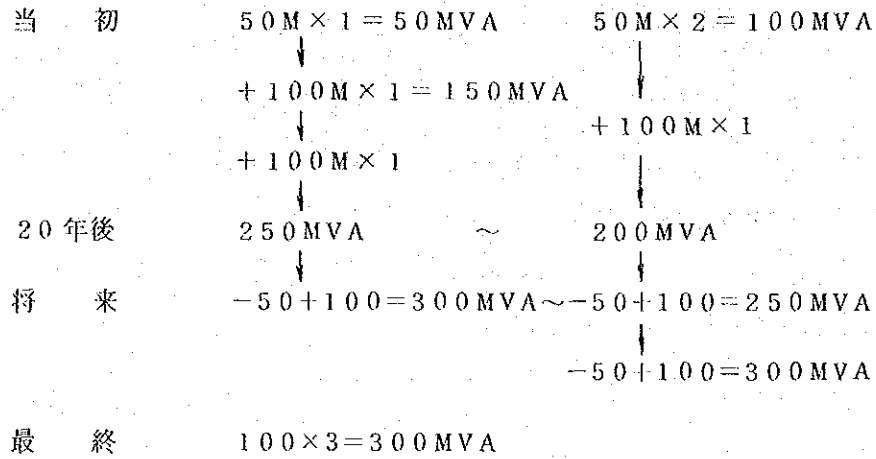 当初 50M×1=50MVA 50M×2=100MVA
+100M×1=150MVA
+100M×1
+100M×1
20年後 250MVA ~ 200MVA
将来 -50+100=300MVA~-50+100=250MVA
-50+100=300MVA
最終 100×3=300MVA